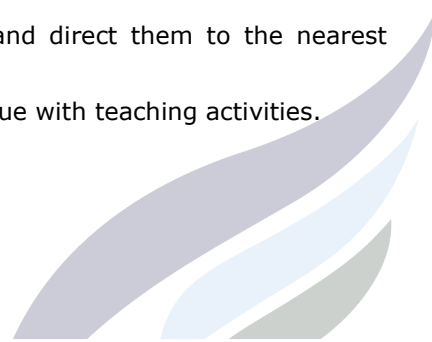 and direct them to the nearest
ue with teaching activities.